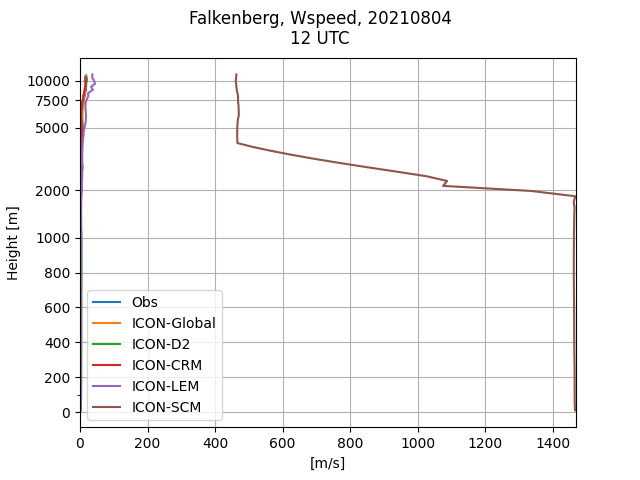 Falkenberg, Wspeed, 20210804
12 UTC
10000
7500
5000
2000
1000
800
600
400
200
0
Height [m]
Obs
ICON-Global
ICON-D2
ICON-CRM
ICON-LEM
ICON-SCM
0 200 400 600 800 1000 1200 1400
[m/s]